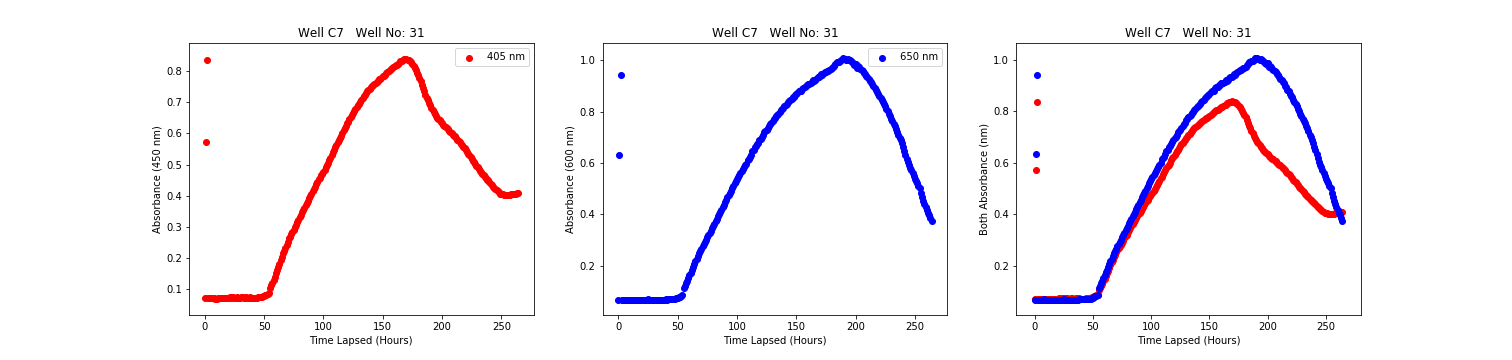 Well C7   Well No: 31
405 nm
Absorbance (450 nm)
0.8
0.7
0.6
0.5
0.4
0.3
0.2
0.1
0 50 100 150 200 250
Time Lapsed (Hours)
Well C7   Well No: 31
650 nm
Absorbance (600 nm)
1.0
0.8
0.6
0.4
0.2
0 50 100 150 200 250
Time Lapsed (Hours)
Well C7   Well No: 31
Both Absorbance (nm)
1.0
0.8
0.6
0.4
0.2
0 50 100 150 200 250
Time Lapsed (Hours)